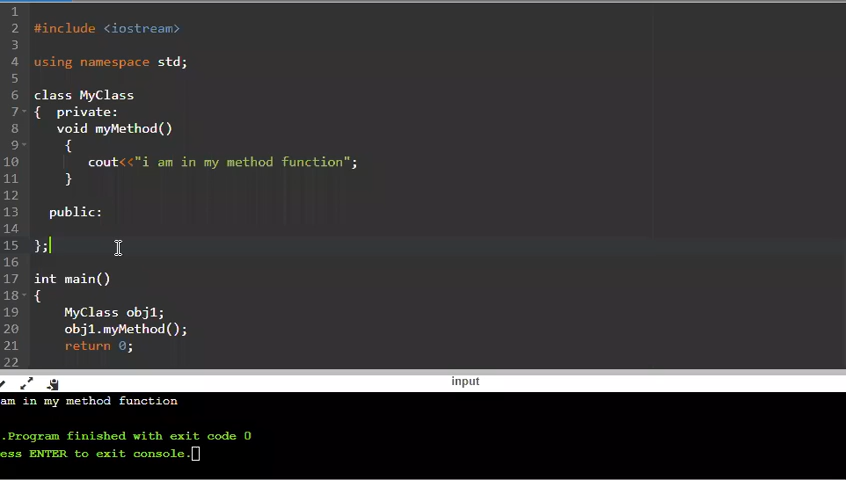 1
2 #include <iostream>
3
4 using namespace std;
5
6 class MyClass
7 { private:
8 void myMethod()
9 {
10 cout<<"i am in my method function";
11 }
12
13 public:
14
15 };
16
17 int main()
18 {
19 MyClass obj1;
20 obj1.myMethod();
21 return 0;
22
input
am in my method function
.Program finished with exit code 0
ess ENTER to exit console.